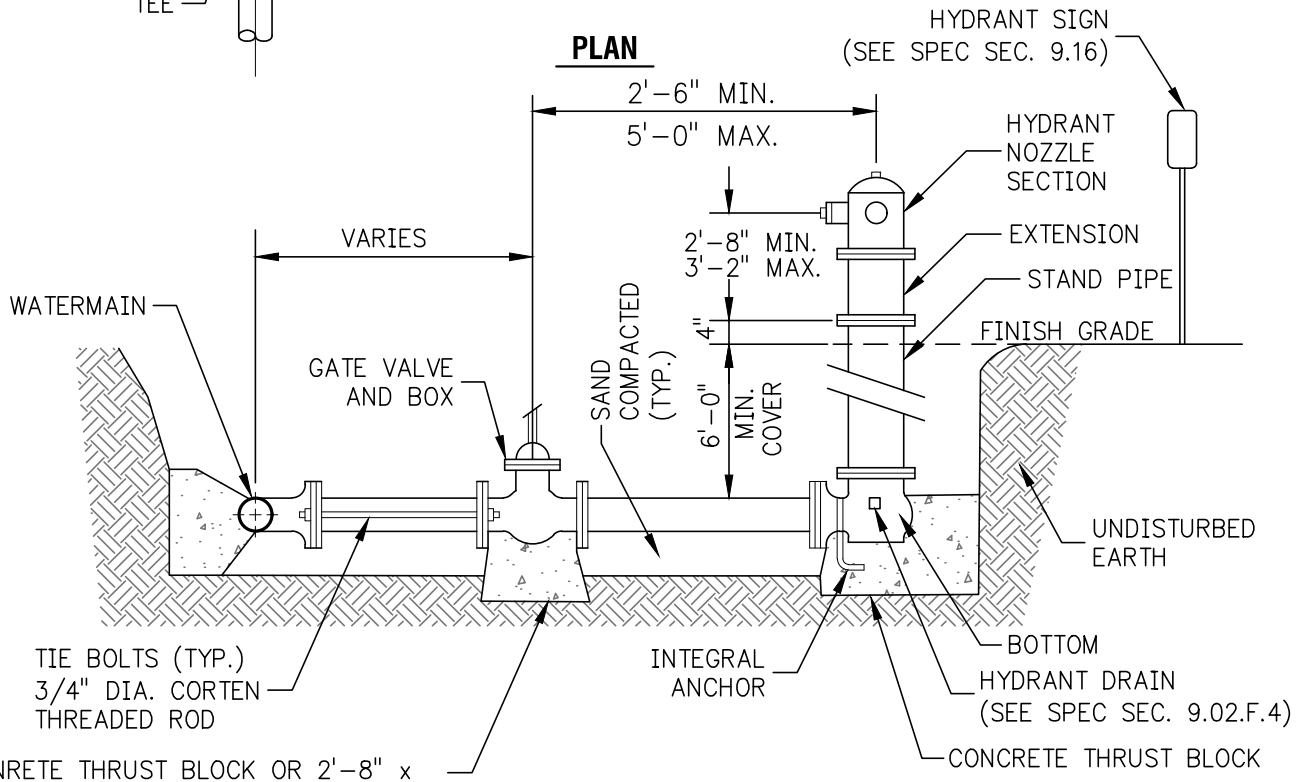 TEE
HYDRANT SIGN
(SEE SPEC SEC. 9.16)
PLAN
2'-6" MIN.
5'-0" MAX.
HYDRANT
NOZZLE
SECTION
VARIES
2'-8" MIN.
3'-2" MAX.
EXTENSION
STAND PIPE
WATERMAIN
4"
FINISH GRADE
GATE VALVE
AND BOX
SAND
COMPACTED
(TYP.)
6'-0"
MIN.
COVER
UNDISTURBED
EARTH
TIE BOLTS (TYP.)
3/4" DIA. CORTEN
THREADED ROD
INTEGRAL
ANCHOR
BOTTOM
HYDRANT DRAIN
(SEE SPEC SEC. 9.02.F.4)
CONCRETE THRUST BLOCK
NRETE THRUST BLOCK OR 2'-8" x